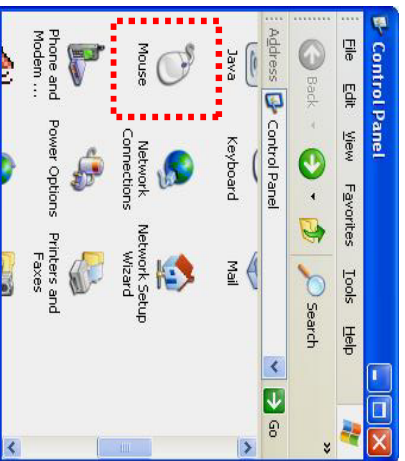 Control Panel
File Edit View Favorites Tools Help
Back Search »
Address Control Panel Go
Java Keyboard Mail
Mouse Network Connections Network Setup Wizard
Phone and Modem ... Power Options Printers and Faxes